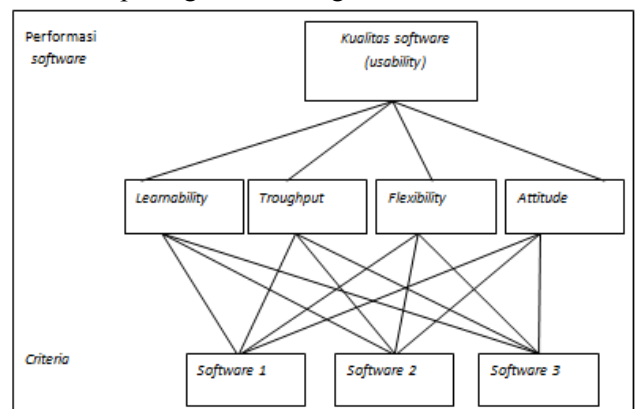 Performasi
software
Kualitas software
(usability)
Learnability
Troughput
Flexibility
Attitude
Criteria
Software 1
Software 2
Software 3